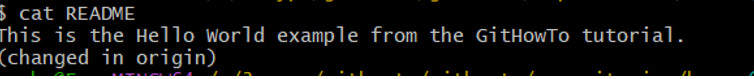 $ cat README
This is the Hello World example from the GitHowTo tutorial.
(changed in origin)